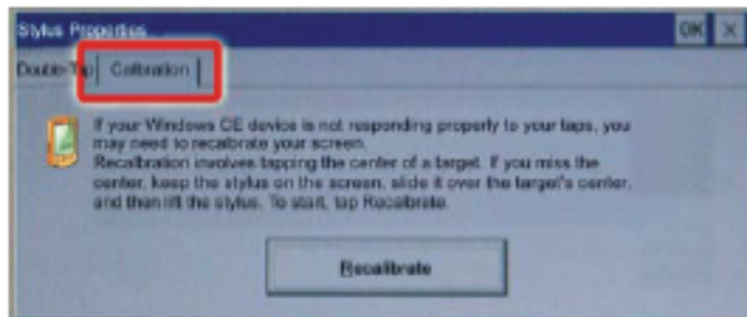 Stylus Properties
OK ×
Double-Tap Calibration
If your Windows CE device is not responding properly to your taps, you
may need to recalibrate your screen.
Recalibration involves tapping the center of a target. If you miss the
center, keep the stylus on the screen, slide it over the target's center,
and then lift the stylus. To start, tap Recalibrate.
Recalibrate